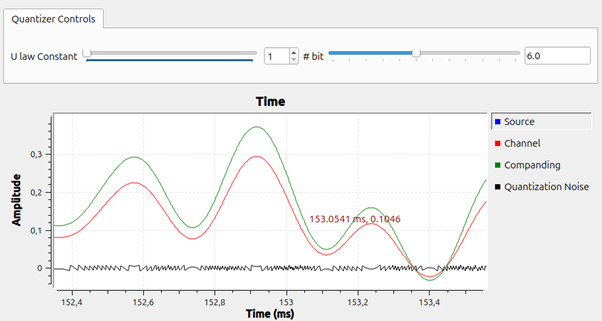 Quantizer Controls
U law Constant 1 # bit 6.0
Time
Source
Channel
Companding
Quantization Noise
0,3
0,2
0,1
0
Amplitude
153.0541 ms, 0.1046
152,4 152,6 152,8 153 153,2 153,4
Time (ms)